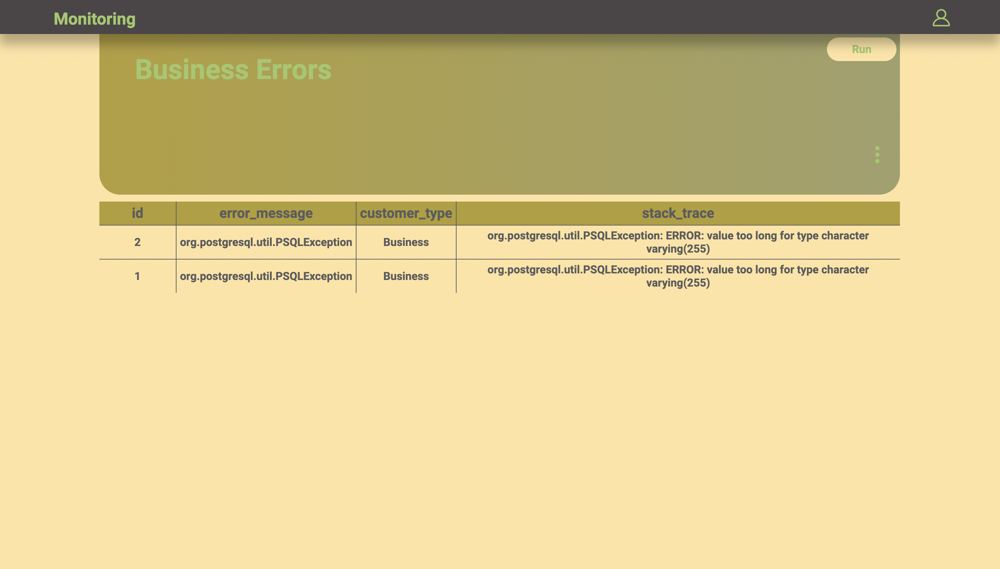 Monitoring
Run
Business Errors
id error_message customer_type stack_trace
2 org.postgresql.util.PSQLException Business org.postgresql.util.PSQLException: ERROR: value too long for type character
varying(255)
1 org.postgresql.util.PSQLException Business org.postgresql.util.PSQLException: ERROR: value too long for type character
varying(255)